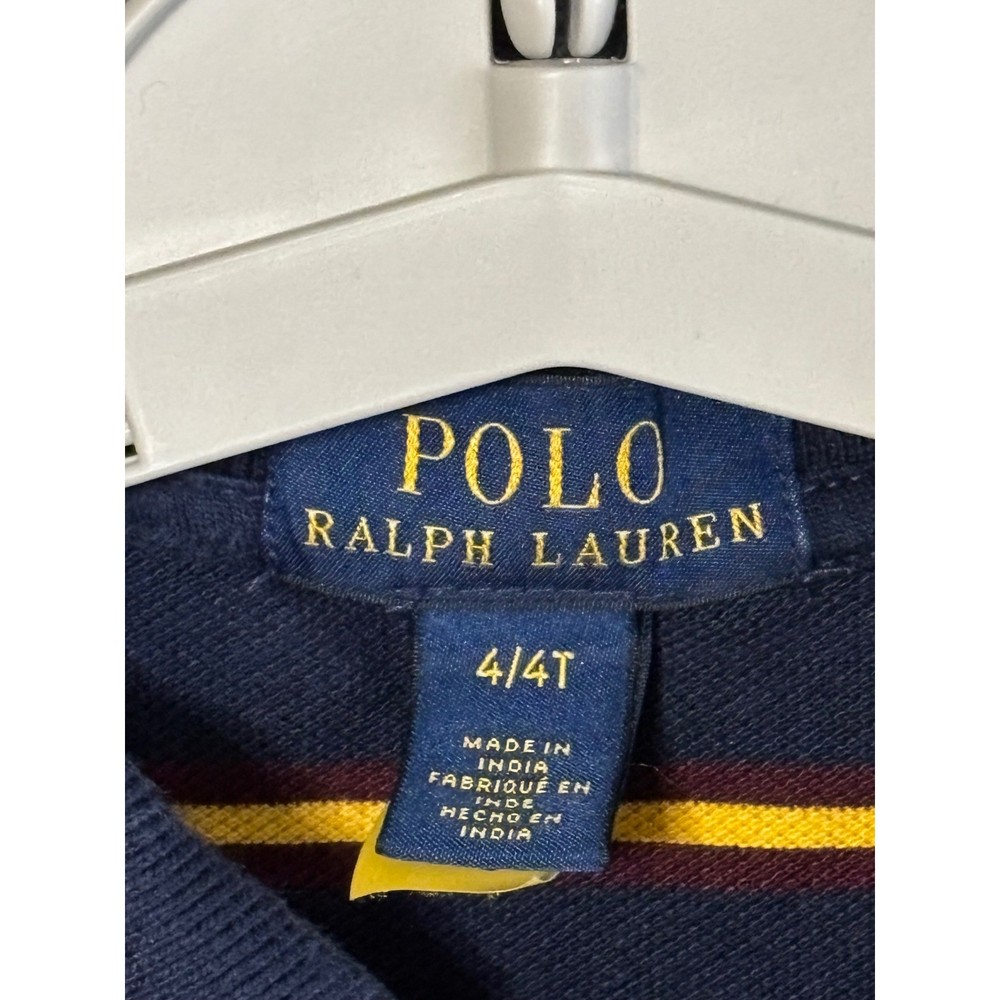 POLO
RALPH LAUREN
4/4T
MADE IN
INDIA
FABRIQUÉ EN
INDE
HECHO EN
INDIA